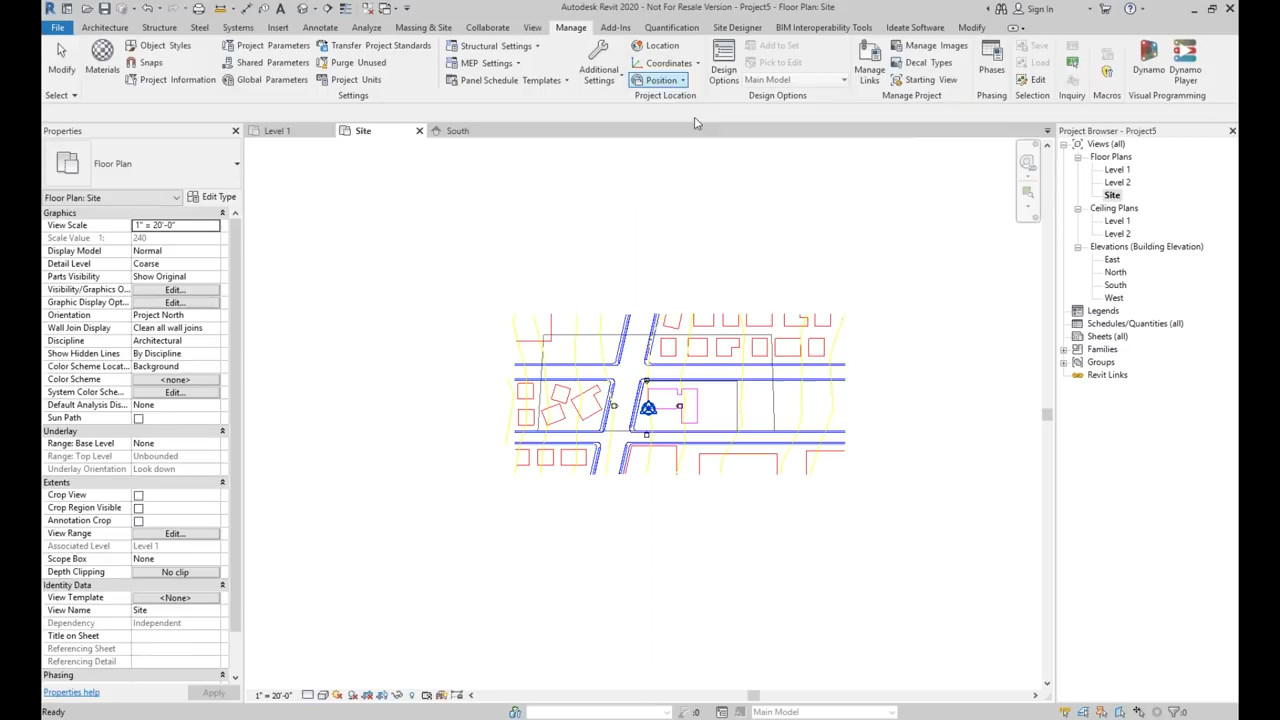 Autodesk Revit 2020 - Not For Resale Version - Project5 - Floor Plan: Site
Sign In
File Architecture Structure Steel Systems Insert Annotate Analyze Massing & Site Collaborate View Manage Add-Ins Quantification Site Designer BIM Interoperability Tools Ideate Software Modify
Modify
Select
Materials
Object Styles
Snaps
Project Information
Project Parameters
Shared Parameters
Global Parameters
Transfer Project Standards
Purge Unused
Project Units
Settings
Structural Settings
MEP Settings
Panel Schedule Templates
Additional
Settings
Location
Coordinates
Position
Project Location
Design
Options
Add to Set
Pick to Edit
Main Model
Design Options
Manage
Links
Manage Images
Decal Types
Starting View
Manage Project
Phases
Phasing
Save
Load
Edit
Selection
Inquiry
Macros
Dynamo
Dynamo
Player
Visual Programming
Properties
Floor Plan
Floor Plan: Site
Edit Type
Graphics
View Scale 1" = 20'-0"
Scale Value 1: 240
Display Model Normal
Detail Level Coarse
Parts Visibility Show Original
Visibility/Graphics O... Edit...
Graphic Display Opt... Edit...
Orientation Project North
Wall Join Display Clean all wall joins
Discipline Architectural
Show Hidden Lines By Discipline
Color Scheme Locat... Background
Color Scheme <none>
System Color Sche... Edit...
Default Analysis Dis... None
Sun Path
Underlay
Range: Base Level None
Range: Top Level Unbounded
Underlay Orientation Look down
Extents
Crop View
Crop Region Visible
Annotation Crop
View Range Edit...
Associated Level Level 1
Scope Box None
Depth Clipping No clip
Identity Data
View Template <None>
View Name Site
Dependency Independent
Title on Sheet
Referencing Sheet
Referencing Detail
Phasing
Properties help
Apply
Level 1
Site
South
Project Browser - Project5
Views (all)
Floor Plans
Level 1
Level 2
Site
Ceiling Plans
Level 1
Level 2
Elevations (Building Elevation)
East
North
South
West
Legends
Schedules/Quantities (all)
Sheets (all)
Families
Groups
Revit Links
1" = 20'-0"
Ready
:0
Main Model
:0